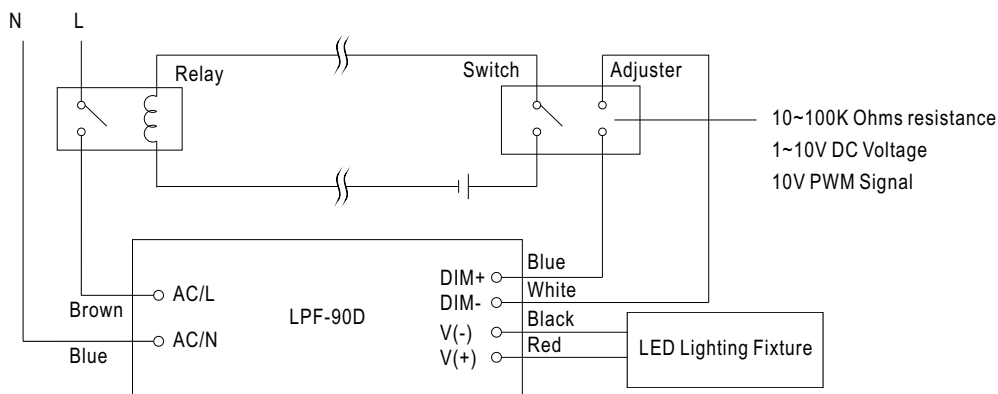 N
L
Relay
Switch
Adjuster
10~100K Ohms resistance
1~10V DC Voltage
10V PWM Signal
Brown
AC/L
Blue
AC/N
LPF-90D
DIM+
Blue
DIM-
White
V(-)
Black
V(+)
Red
LED Lighting Fixture